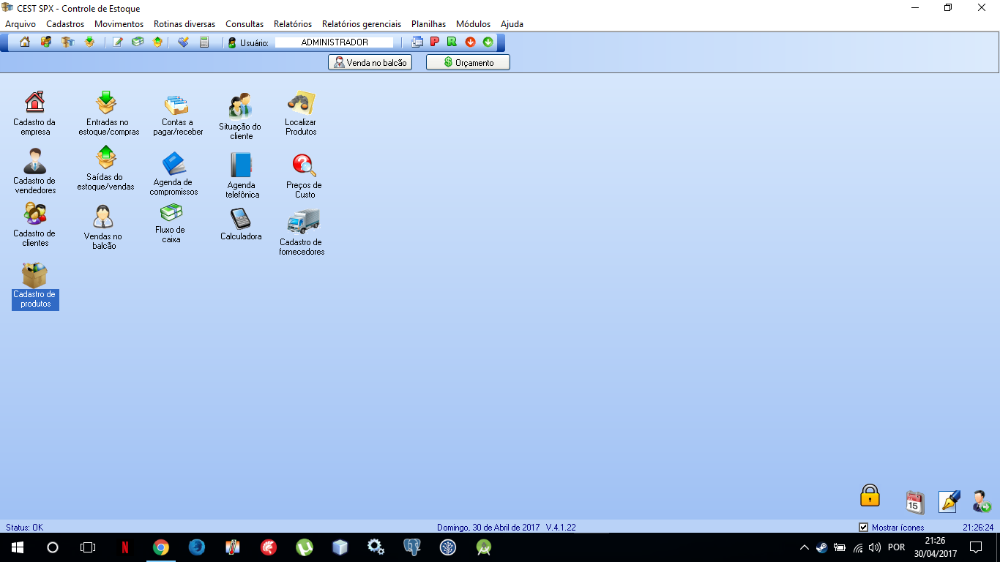 CEST SPX - Controle de Estoque
Arquivo Cadastros Movimentos Rotinas diversas Consultas Relatórios Relatórios gerenciais Planilhas Módulos Ajuda
Usuário: ADMINISTRADOR P R
Venda no balcão Orçamento
Cadastro da
empresa
Entradas no
estoque/compras
Contas a
pagar/receber
Situação do
cliente
Localizar
Produtos
Cadastro de
vendedores
Saídas do
estoque/vendas
Agenda de
compromissos
Agenda
telefônica
Preços de
Custo
Cadastro de
clientes
Vendas no
balcão
Fluxo de
caixa
Calculadora
Cadastro de
fornecedores
Cadastro de
produtos
15
Status: OK Domingo, 30 de Abril de 2017 V.4.1.22 Mostrar ícones 21:26:24
N POR 21:26
30/04/2017